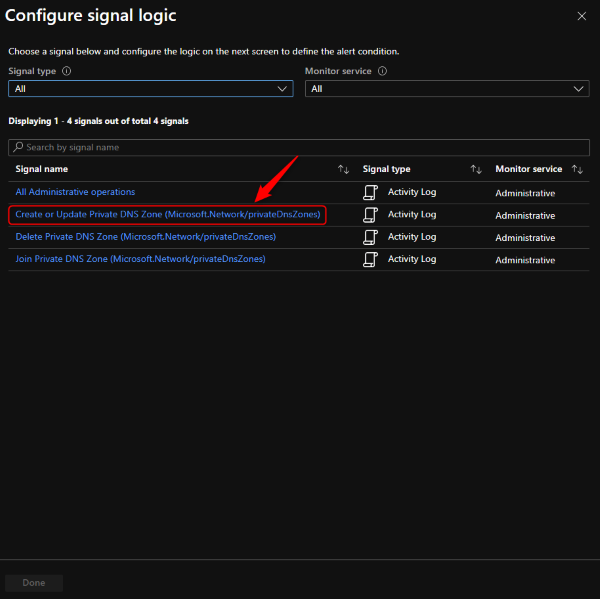 Configure signal logic
Choose a signal below and configure the logic on the next screen to define the alert condition.
Signal type Monitor service
All All
Displaying 1 - 4 signals out of total 4 signals
Search by signal name
Signal name Signal type Monitor service
All Administrative operations Activity Log Administrative
Create or Update Private DNS Zone (Microsoft.Network/privateDnsZones) Activity Log Administrative
Delete Private DNS Zone (Microsoft.Network/privateDnsZones) Activity Log Administrative
Join Private DNS Zone (Microsoft.Network/privateDnsZones) Activity Log Administrative
Done